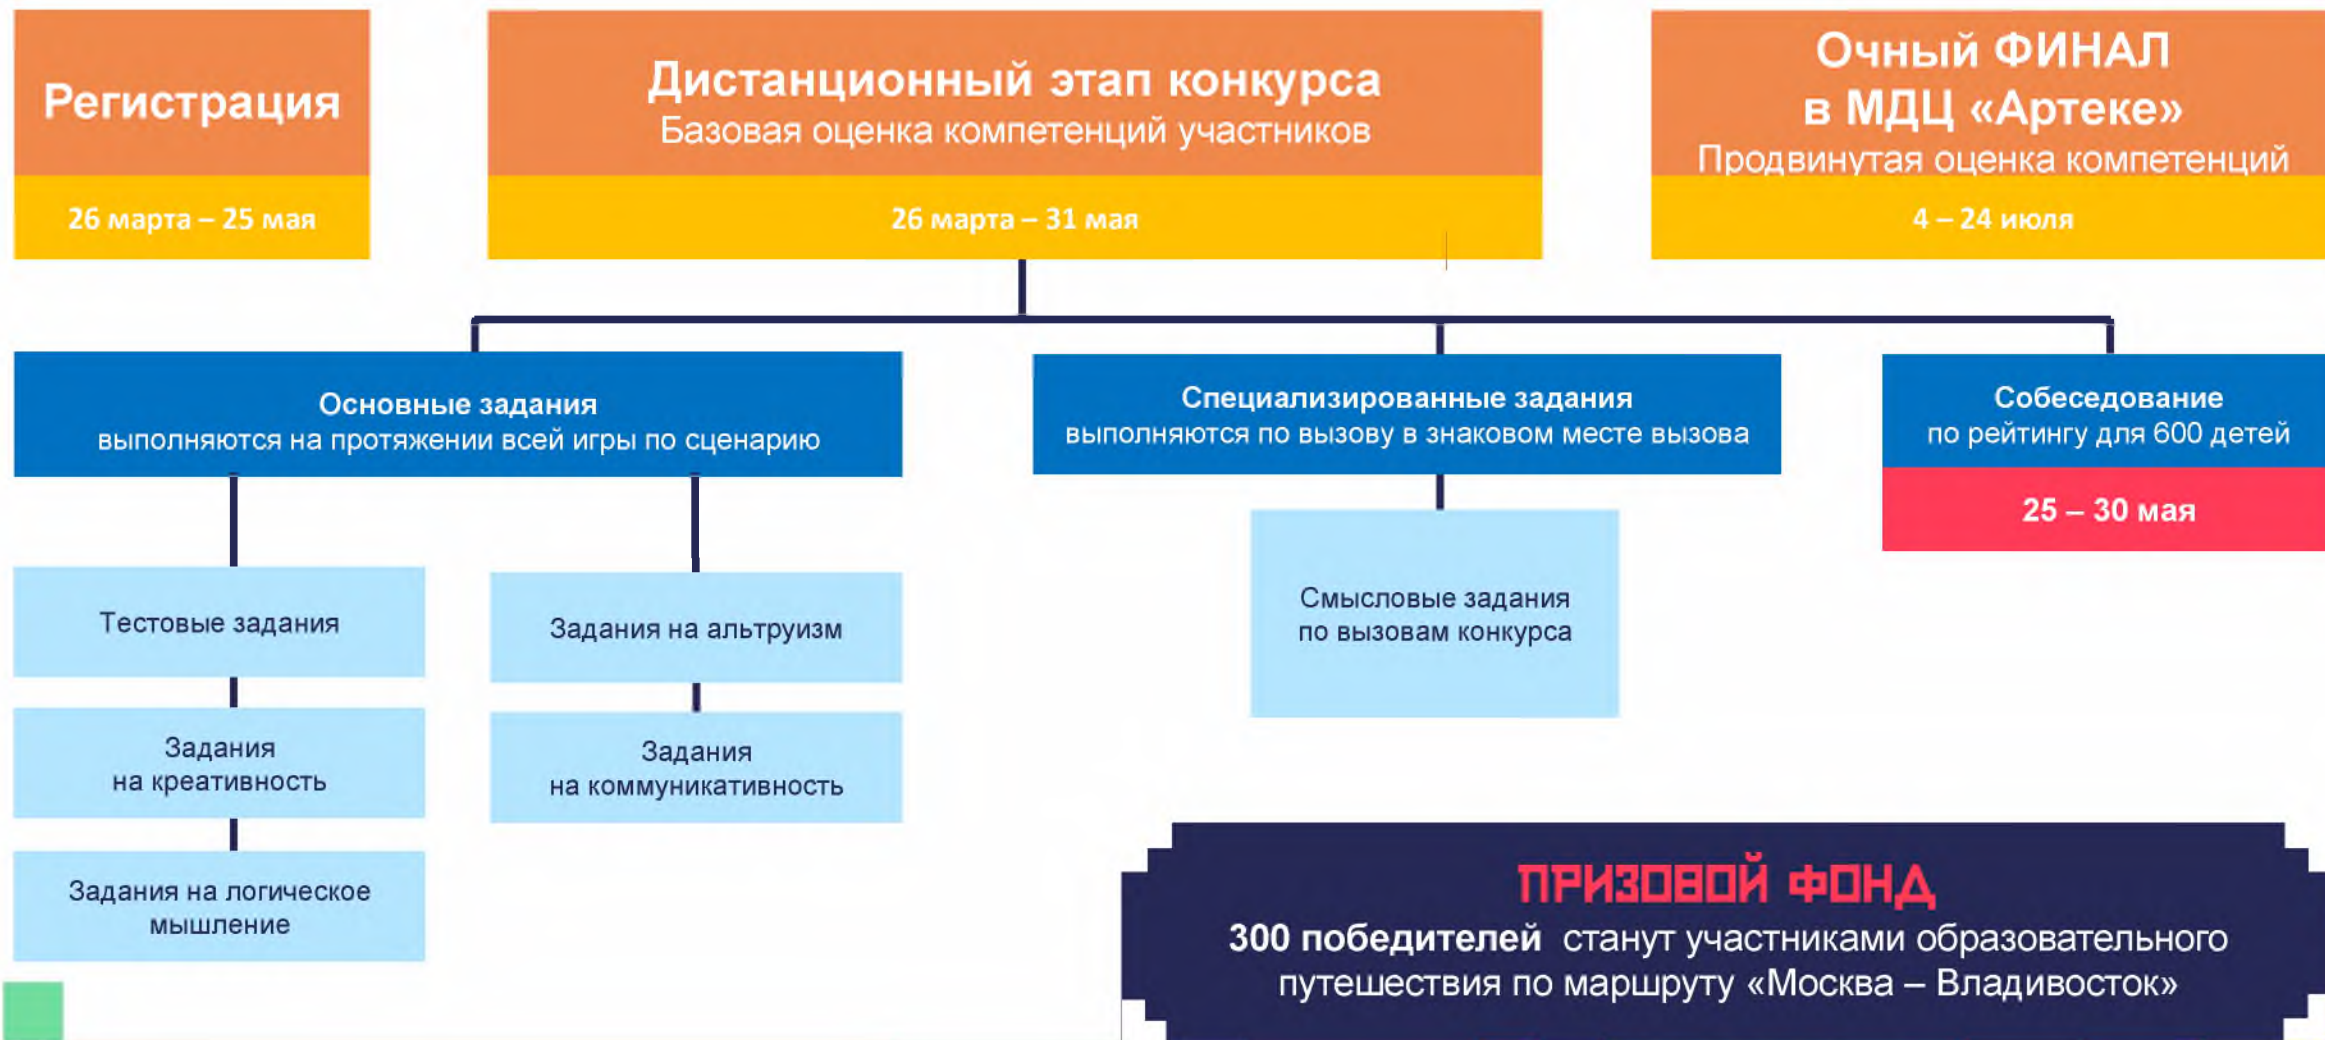 Регистрация
26 марта – 25 мая
Дистанционный этап конкурса
Базовая оценка компетенций участников
26 марта – 31 мая
Очный ФИНАЛ
в МДЦ «Артеке»
Продвинутая оценка компетенций
4 – 24 июля
Основные задания
выполняются на протяжении всей игры по сценарию
Специализированные задания
выполняются по вызову в знаковом месте вызова
Собеседование
по рейтингу для 600 детей
25 – 30 мая
Тестовые задания
Задания
на креативность
Задания на логическое
мышление
Задания на альтруизм
Задания
на коммуникативность
Смысловые задания
по вызовам конкурса
ПРИЗОВОЙ ФОНД
300 победителей станут участниками образовательного
путешествия по маршруту «Москва – Владивосток»